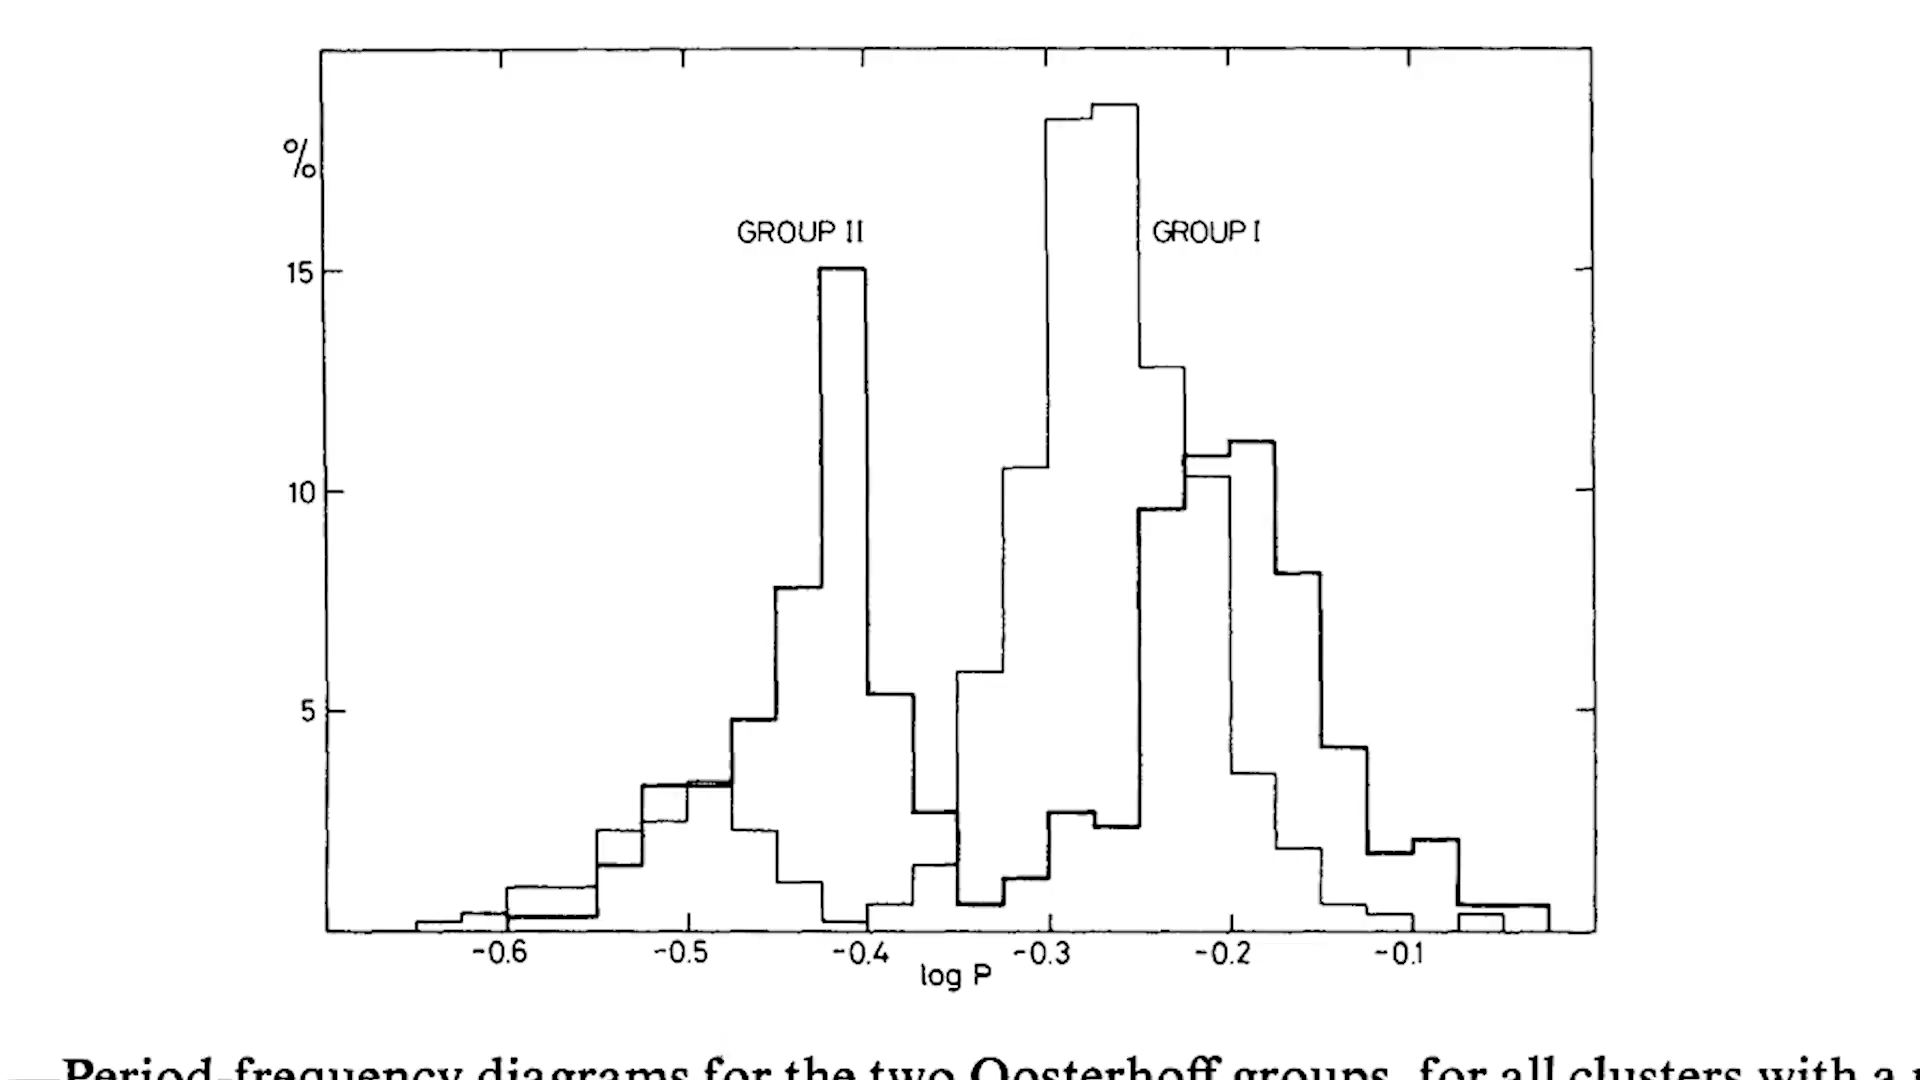 %
GROUP II
GROUP I
15
10
5
-0.6 -0.5 -0.4 -0.3 -0.2 -0.1
log P
—Period-frequency diagrams for the two Oosterhoff groups, for all clusters with a